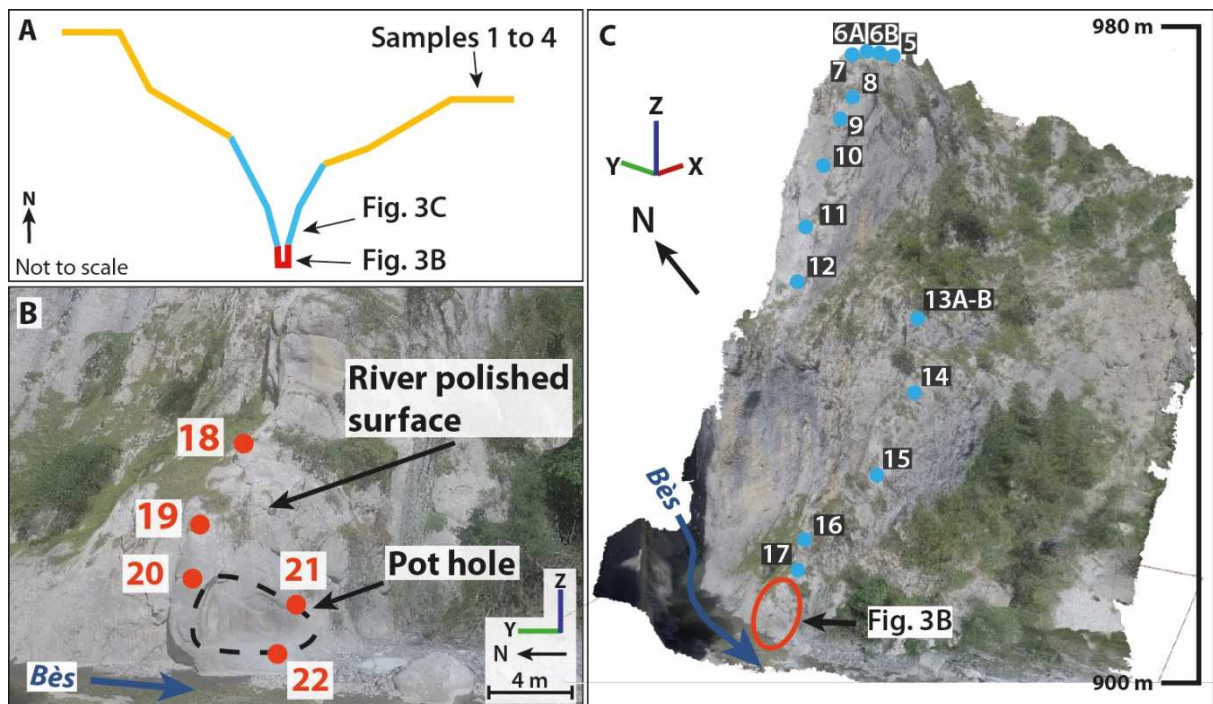 A
Samples 1 to 4
Fig. 3C
Fig. 3B
N
Not to scale
B
River polished
surface
18
19
20
21
Pot hole
22
Bès
Z
Y
N
4 m
C
980 m
6A 6B 5
7
8
9
10
11
12
13A-B
14
15
16
17
Z
Y
X
N
Bès
Fig. 3B
900 m